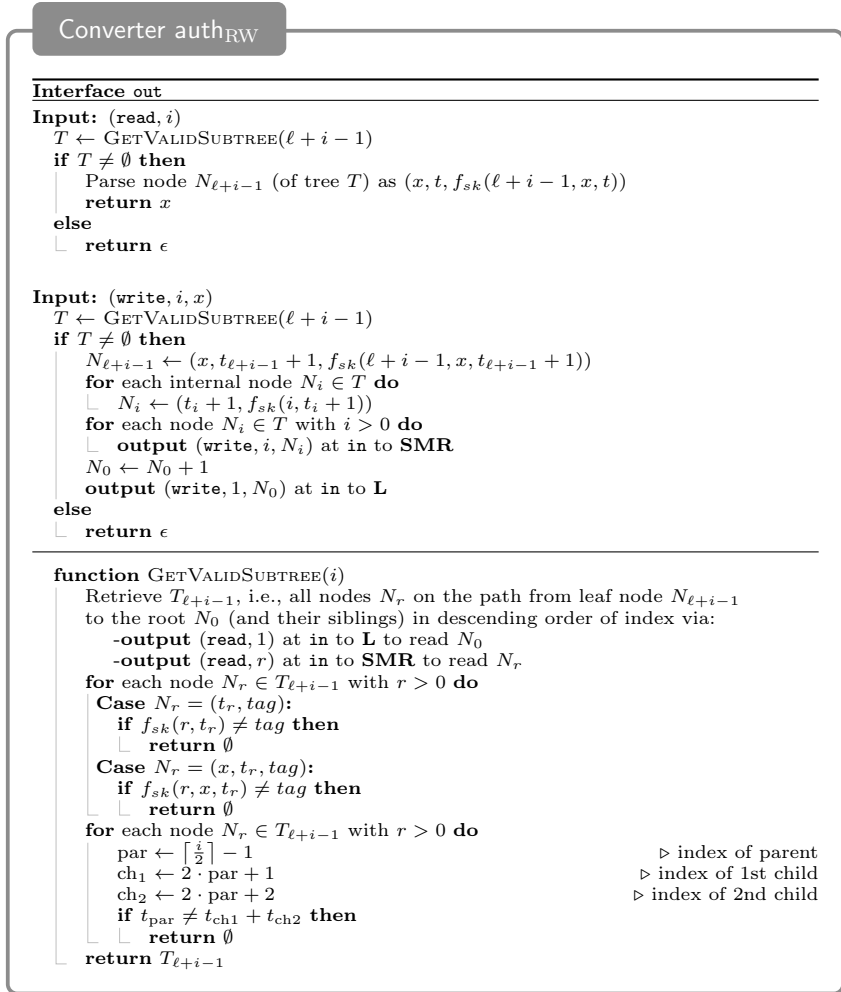 Converter auth_RW
Interface out
Input: (read, i)
T ← GETVALIDSUBTREE(ℓ + i − 1)
if T ≠ ∅ then
Parse node N_{ℓ+i−1} (of tree T) as (x, t, f_{sk}(ℓ + i − 1, x, t))
return x
else
return ϵ
Input: (write, i, x)
T ← GETVALIDSUBTREE(ℓ + i − 1)
if T ≠ ∅ then
N_{ℓ+i−1} ← (x, t_{ℓ+i−1} + 1, f_{sk}(ℓ + i − 1, x, t_{ℓ+i−1} + 1))
for each internal node N_i ∈ T do
N_i ← (t_i + 1, f_{sk}(i, t_i + 1))
for each node N_i ∈ T with i > 0 do
output (write, i, N_i) at in to SMR
N_0 ← N_0 + 1
output (write, 1, N_0) at in to L
else
return ϵ
function GETVALIDSUBTREE(i)
Retrieve T_{ℓ+i−1}, i.e., all nodes N_r on the path from leaf node N_{ℓ+i−1}
to the root N_0 (and their siblings) in descending order of index via:
-output (read, 1) at in to L to read N_0
-output (read, r) at in to SMR to read N_r
for each node N_r ∈ T_{ℓ+i−1} with r > 0 do
Case N_r = (t_r, tag):
if f_{sk}(r, t_r) ≠ tag then
return ∅
Case N_r = (x, t_r, tag):
if f_{sk}(r, x, t_r) ≠ tag then
return ∅
for each node N_r ∈ T_{ℓ+i−1} with r > 0 do
par ← ⌈i/2⌉ − 1 ▷ index of parent
ch_1 ← 2 · par + 1 ▷ index of 1st child
ch_2 ← 2 · par + 2 ▷ index of 2nd child
if t_par ≠ t_ch1 + t_ch2 then
return ∅
return T_{ℓ+i−1}